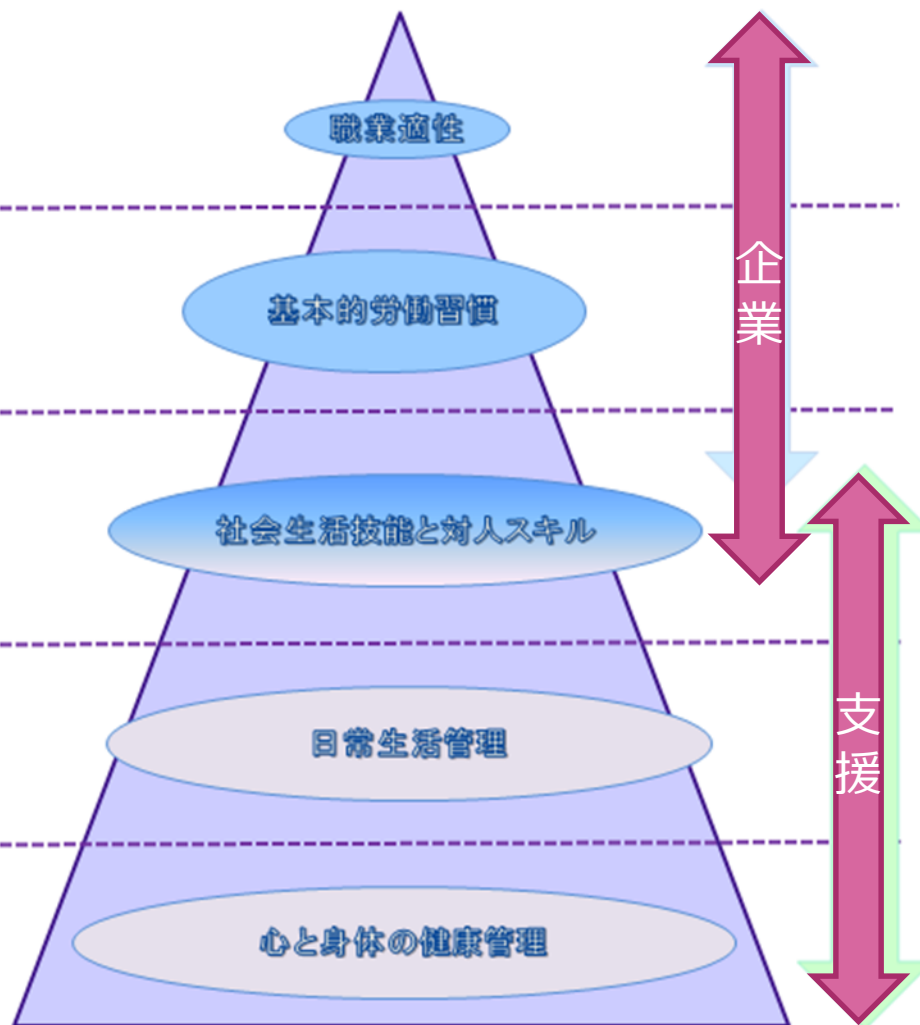 職業適性
基本的労働習慣
企業
社会生活技能と対人スキル
日常生活管理
支援
心と身体の健康管理